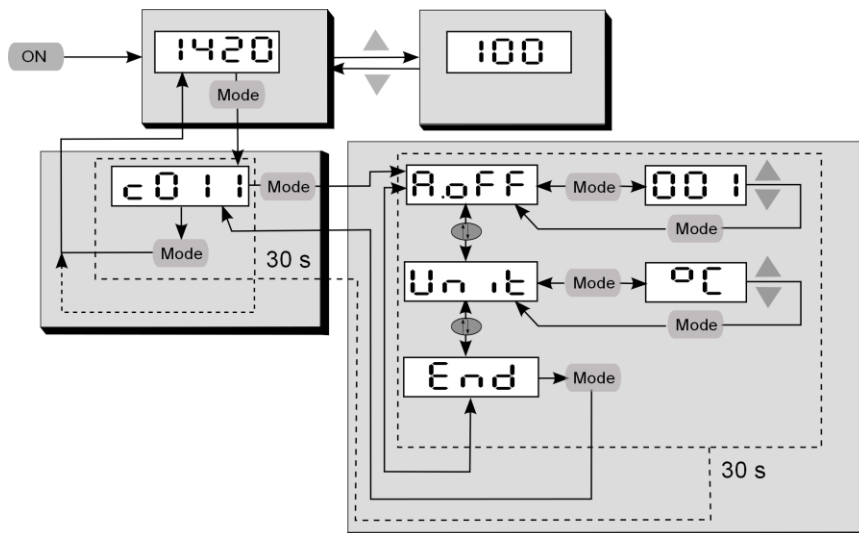 ON
1420
100
Mode
c011
Mode
Mode
30 s
A.oFF
Mode
001
Mode
Unit
Mode
°C
Mode
End
Mode
30 s